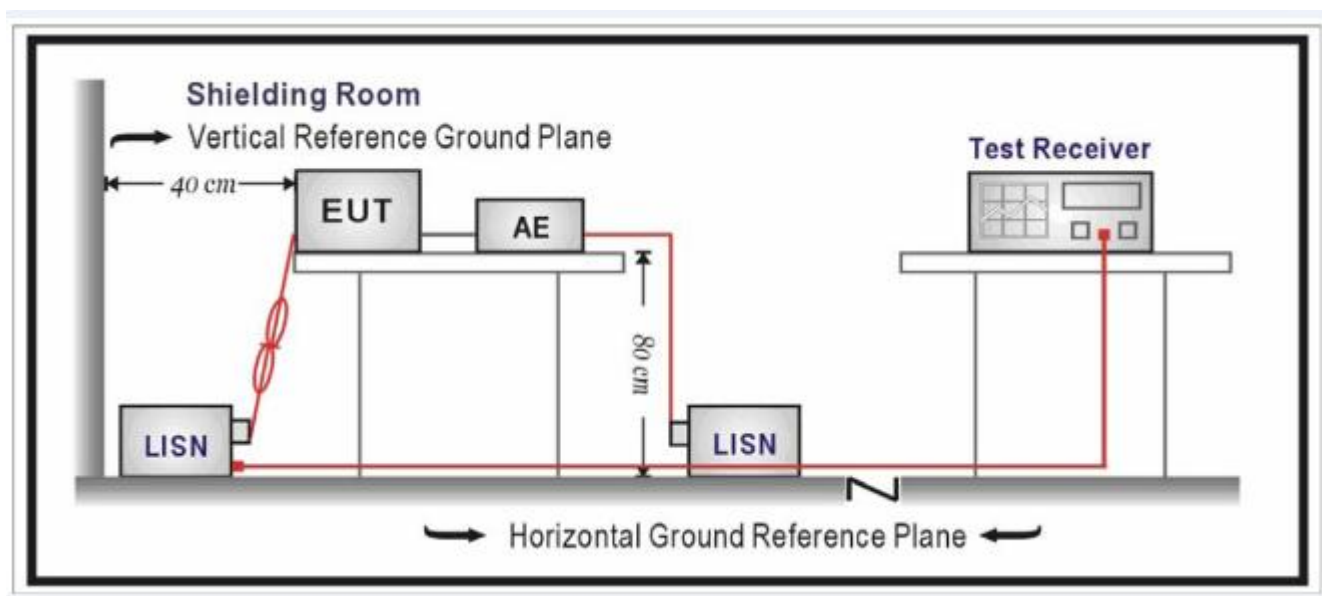 Shielding Room
Vertical Reference Ground Plane
Test Receiver
40 cm
EUT
AE
80 cm
LISN
LISN
Horizontal Ground Reference Plane